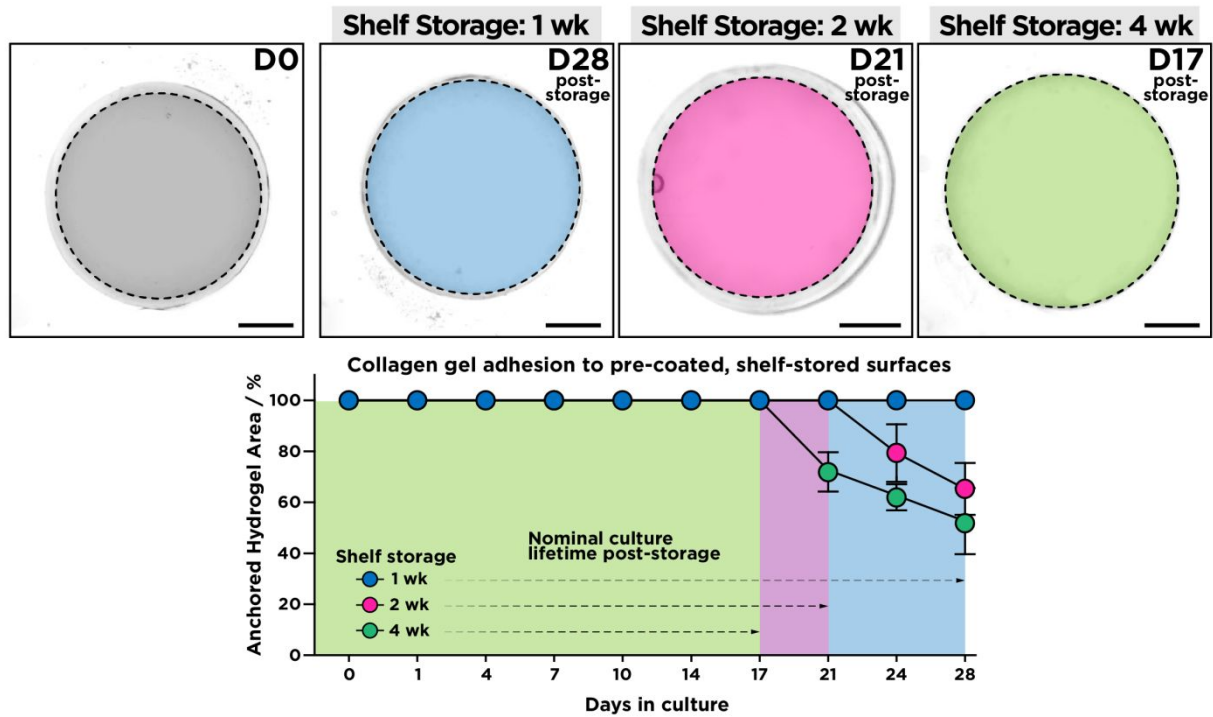 Shelf Storage: 1 wk
Shelf Storage: 2 wk
Shelf Storage: 4 wk
D0
D28
post-
storage
D21
post-
storage
D17
post-
storage
Collagen gel adhesion to pre-coated, shelf-stored surfaces
Anchored Hydrogel Area / %
100
80
60
40
20
0
Nominal culture
lifetime post-storage
Shelf storage
1 wk
2 wk
4 wk
0 1 4 7 10 14 17 21 24 28
Days in culture